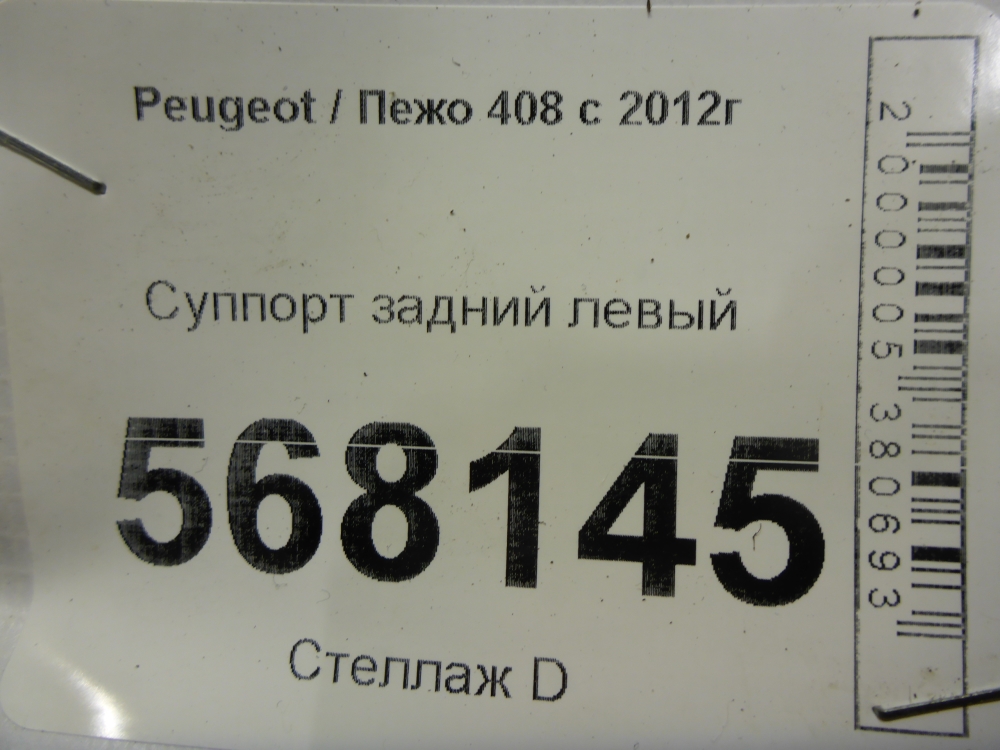 Peugeot / Пежо 408 с 2012г
Суппорт задний левый
568145
Стеллаж D
2000005380693